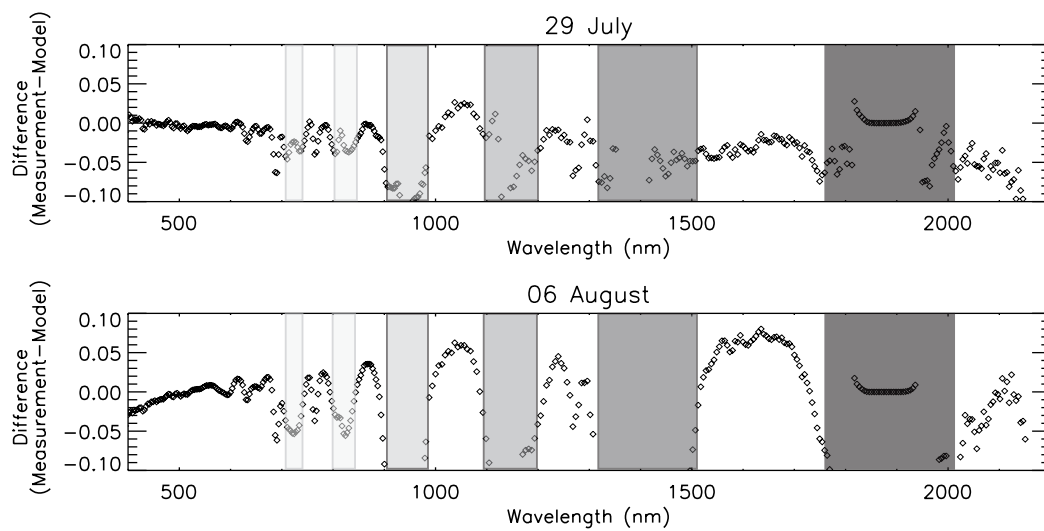 29 July
Difference
(Measurement-Model)
0.10
0.05
0.00
-0.05
-0.10
500
1000
1500
2000
Wavelength (nm)
06 August
Difference
(Measurement-Model)
0.10
0.05
0.00
-0.05
-0.10
500
1000
1500
2000
Wavelength (nm)